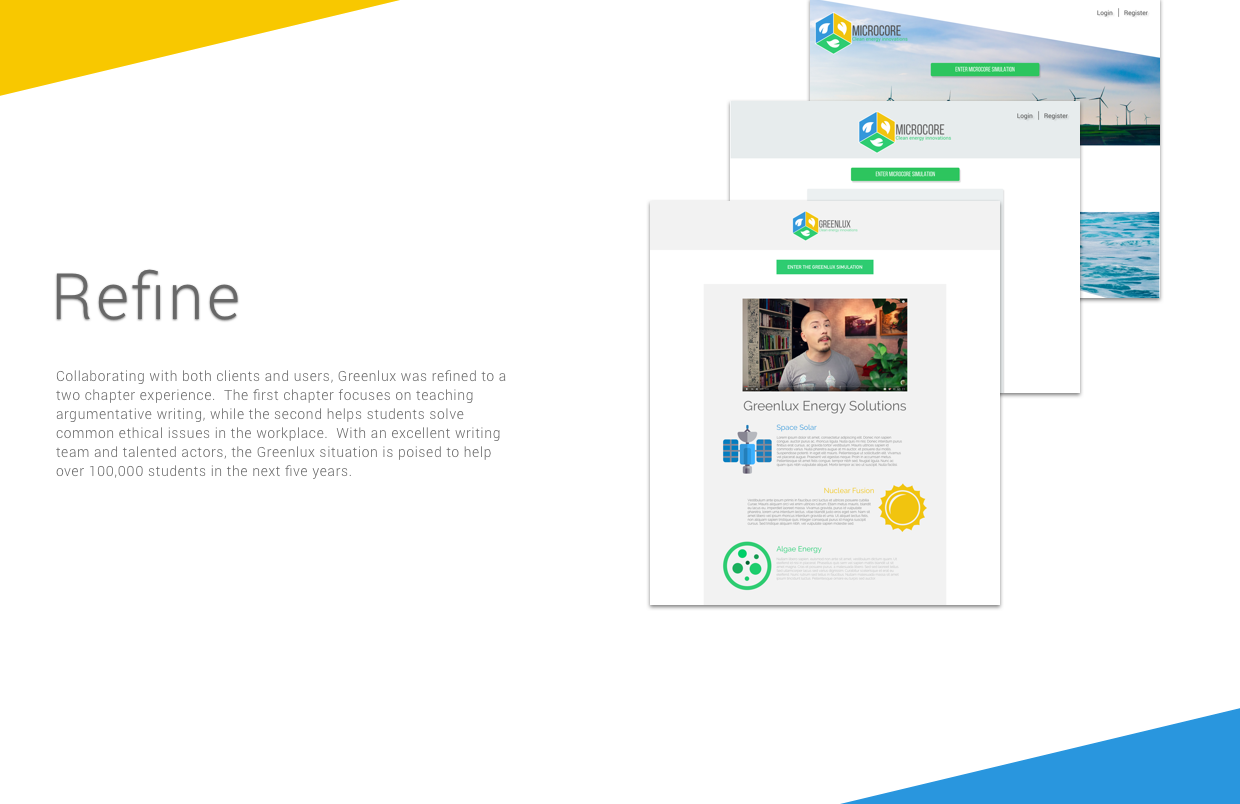 Refine
Collaborating with both clients and users, Greenlux was refined to a
two chapter experience.  The first chapter focuses on teaching
argumentative writing, while the second helps students solve
common ethical issues in the workplace.  With an excellent writing
team and talented actors, the Greenlux situation is poised to help
over 100,000 students in the next five years.
Login | Register
MICROCORE
Clean energy innovations
ENTER MICROCORE SIMULATION
Login | Register
MICROCORE
Clean energy innovations
ENTER MICROCORE SIMULATION
GREENLUX
Clean energy innovations
ENTER THE GREENLUX SIMULATION
Greenlux Energy Solutions
Space Solar
Nuclear Fusion
Algae Energy